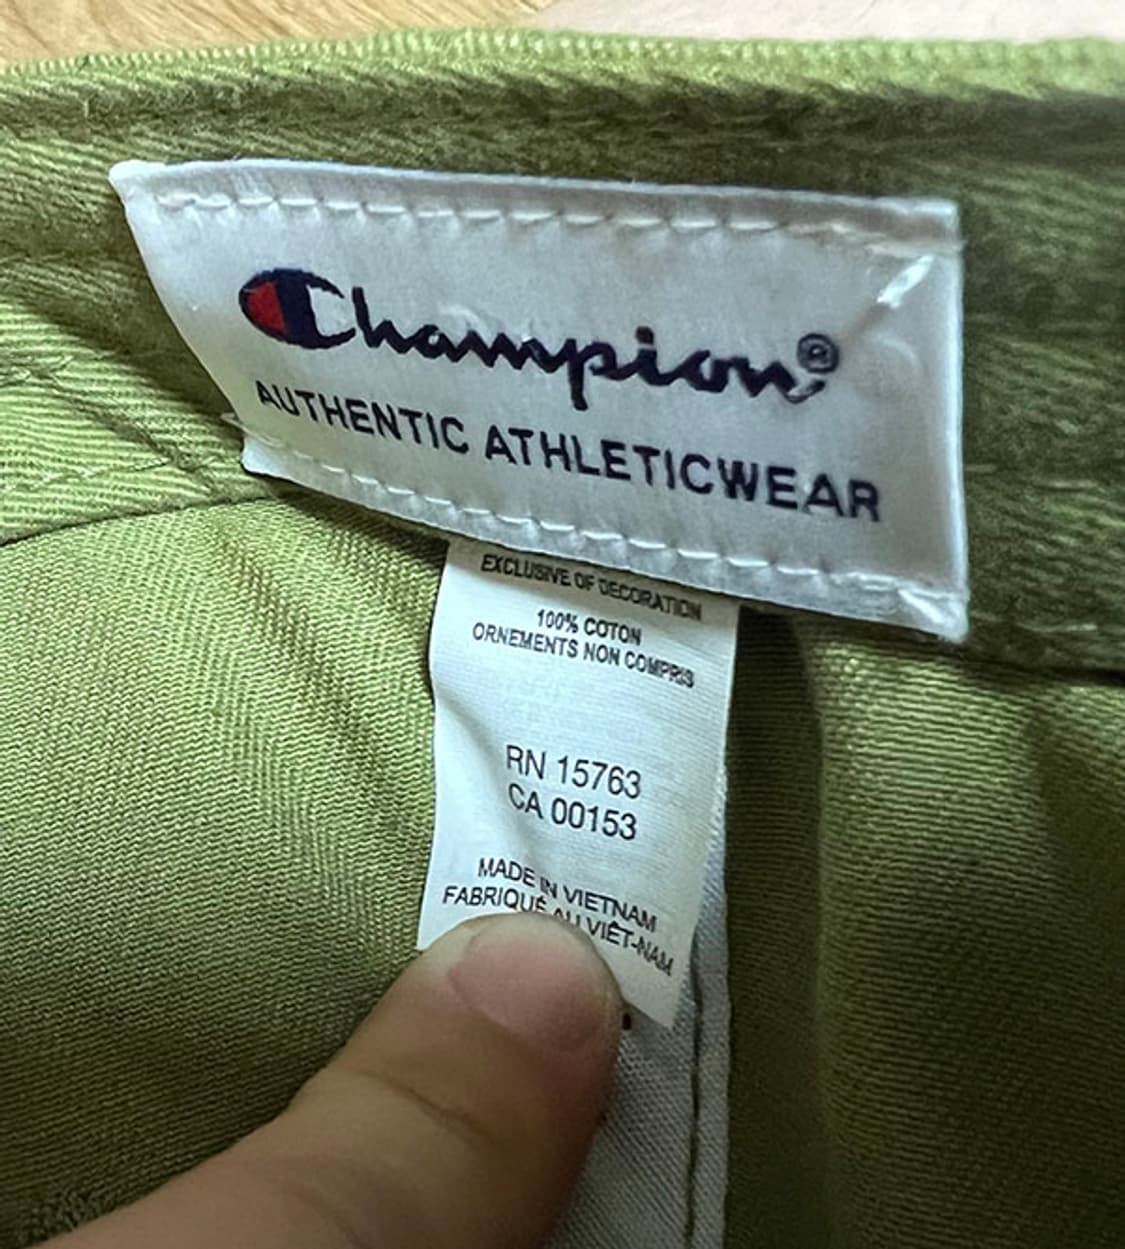 Champion®
AUTHENTIC ATHLETICWEAR
EXCLUSIVE OF DECORATION
100% COTON
ORNEMENTS NON COMPRIS
RN 15763
CA 00153
MADE IN VIETNAM
FABRIQUÉ AU VIÊT-NAM